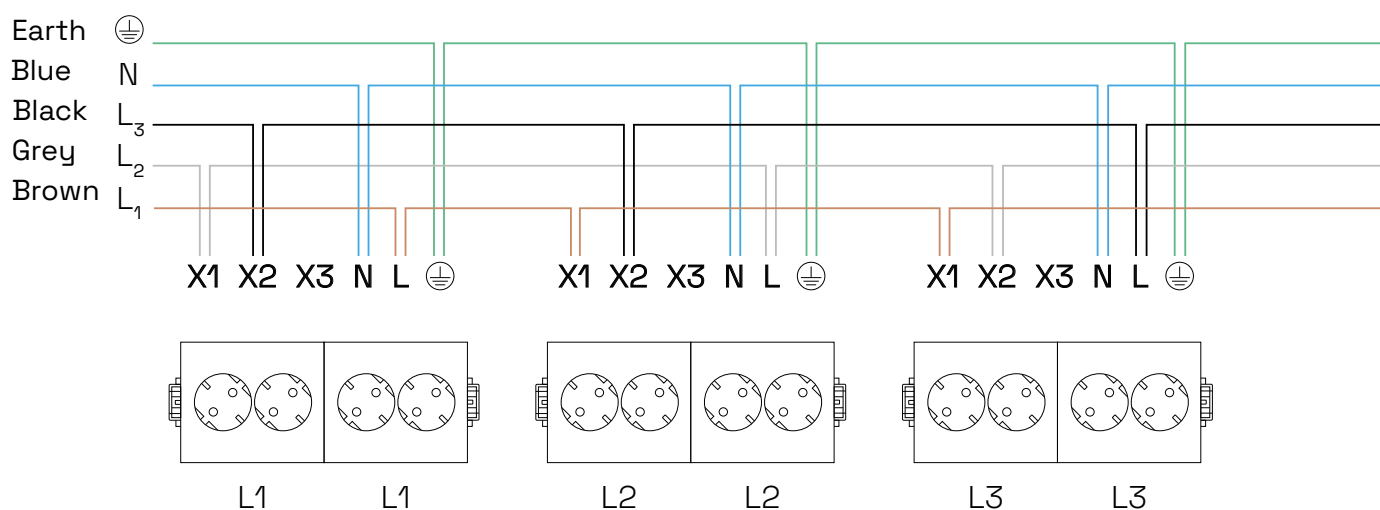 Earth
Blue N
Black L3
Grey L2
Brown L1
X1 X2 X3 N L X1 X2 X3 N L X1 X2 X3 N L
L1 L1 L2 L2 L3 L3